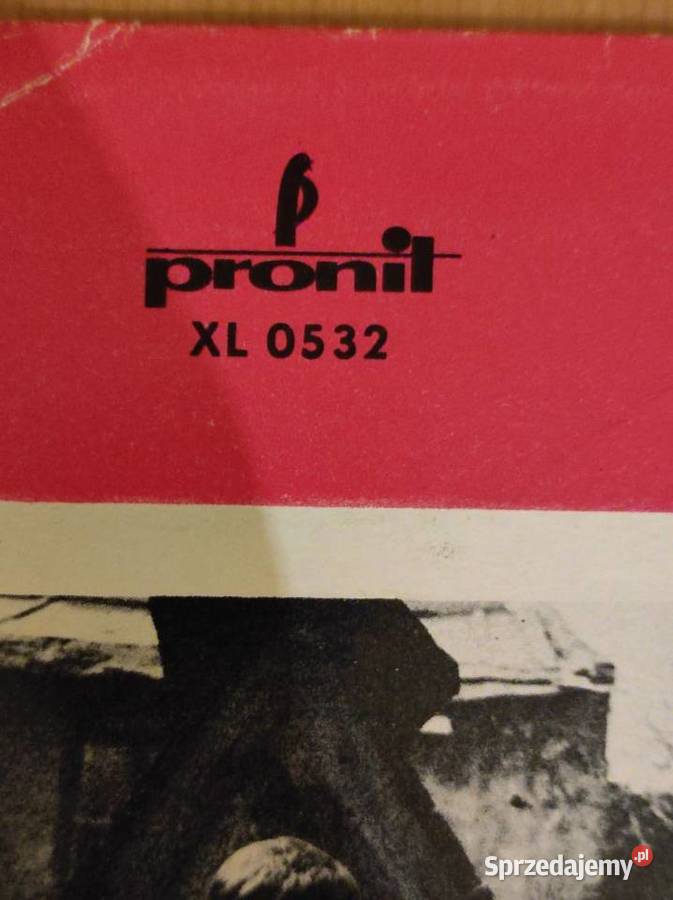 pronit
XL 0532
Sprzedajemy.pl